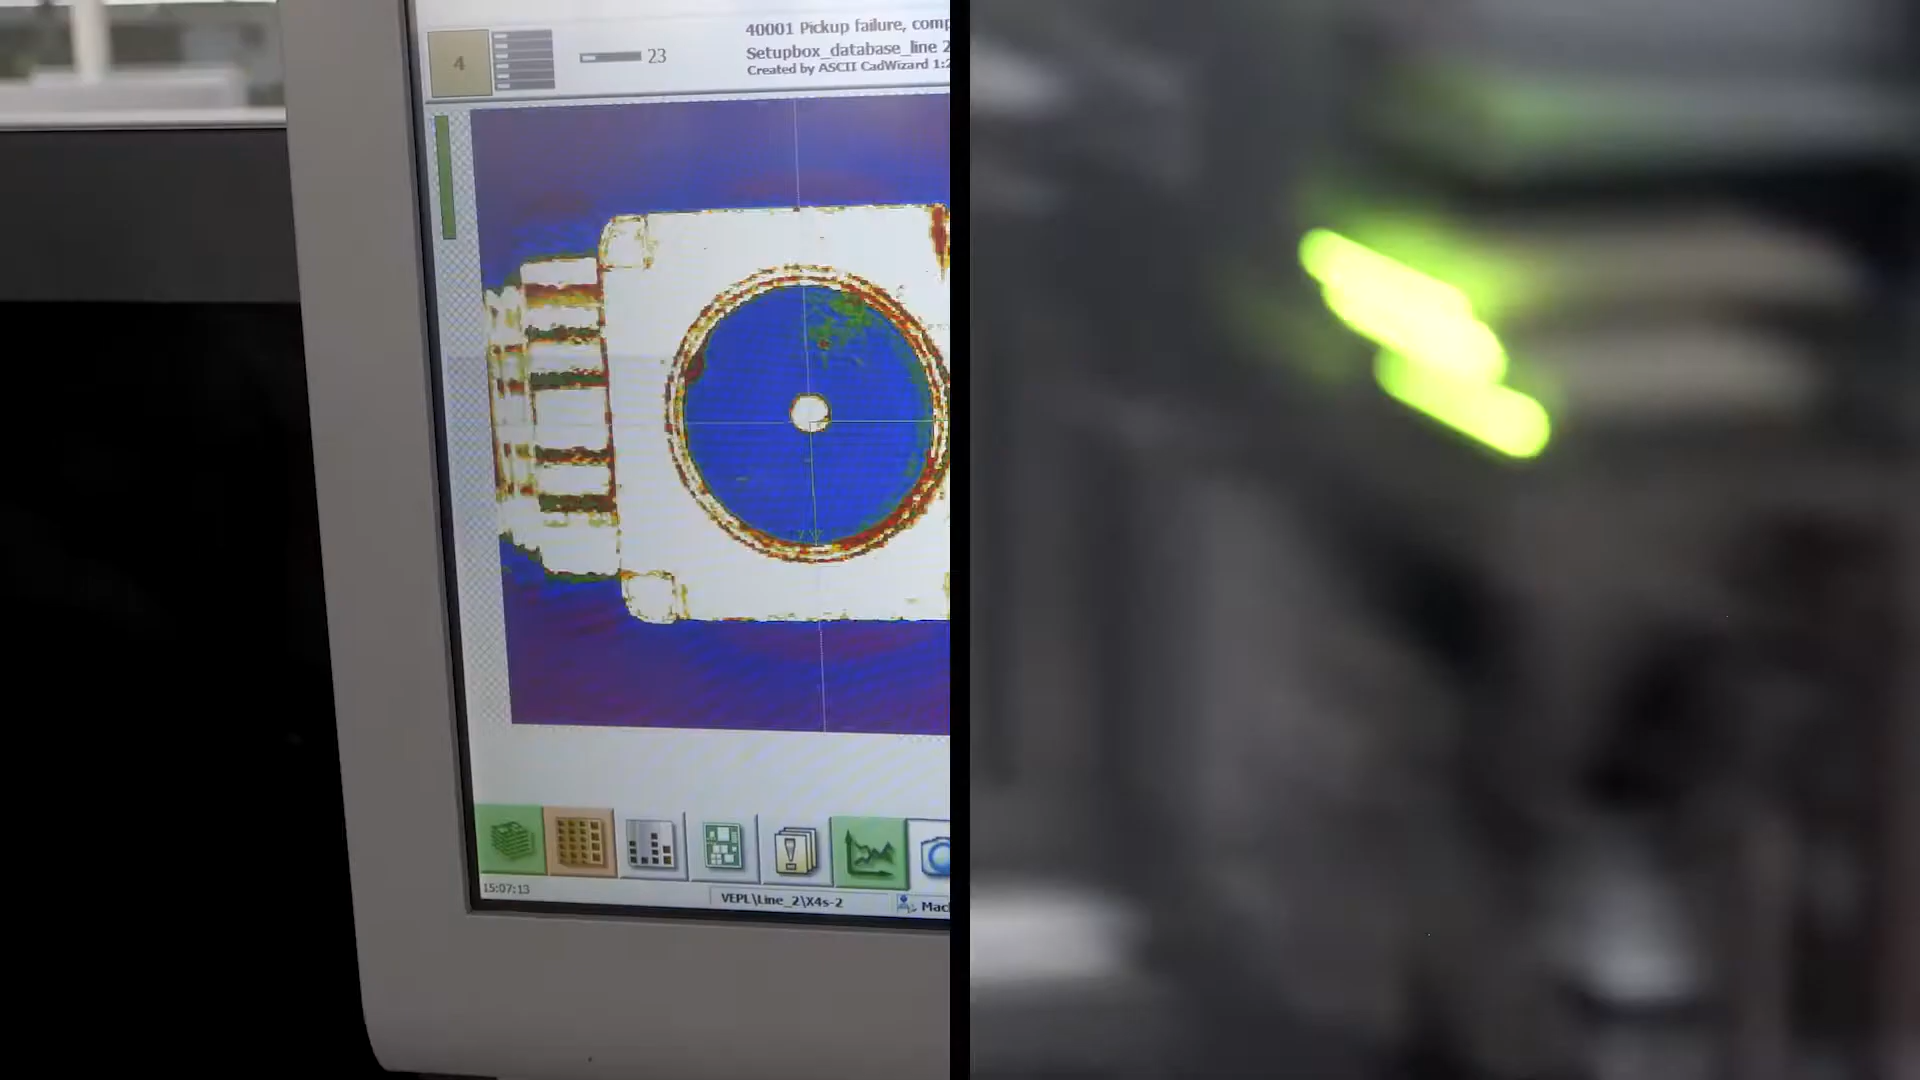 4
23
40001 Pickup failure, comp
Setupbox_database_line 2
Created by ASCII CadWizard 1:2
15:07:13
VEPL\Line_2\X4s-2
Mac